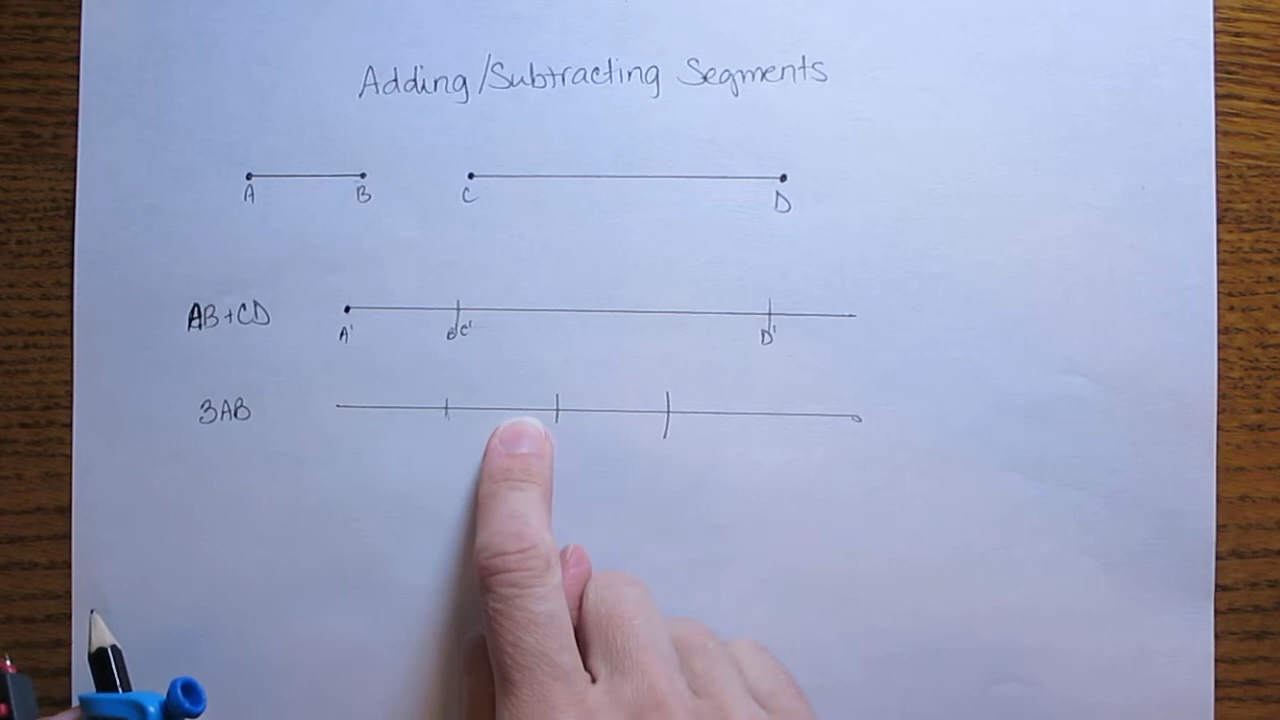 Adding/Subtracting Segments
A B C D
AB+CD
A' B'C' D'
3AB